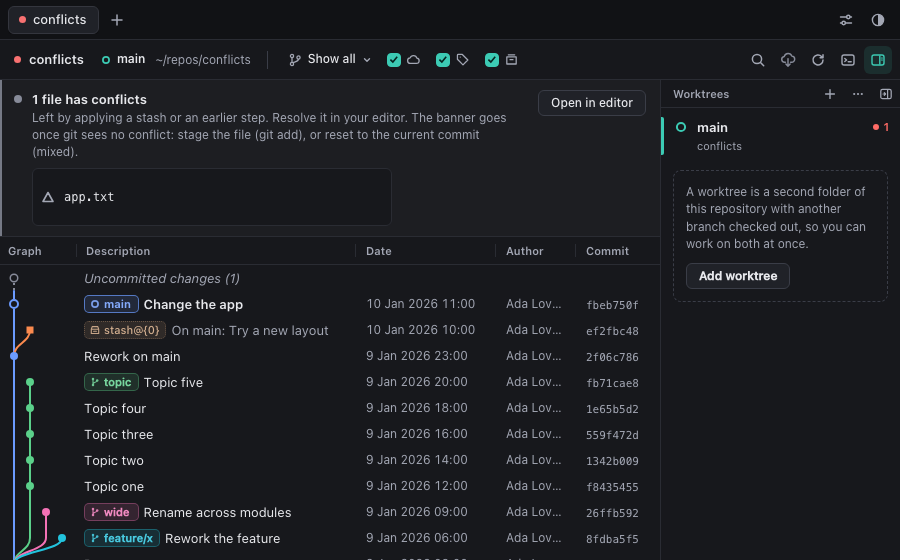 conflicts
conflicts main ~/repos/conflicts Show all
1 file has conflicts
Left by applying a stash or an earlier step. Resolve it in your editor. The banner goes
once git sees no conflict: stage the file (git add), or reset to the current commit
(mixed).
Open in editor
app.txt
Graph Description Date Author Commit
Uncommitted changes (1)
main Change the app 10 Jan 2026 11:00 Ada Lov… fbeb750f
stash@{0} On main: Try a new layout 10 Jan 2026 10:00 Ada Lov… ef2fbc48
Rework on main 9 Jan 2026 23:00 Ada Lov… 2f06c786
topic Topic five 9 Jan 2026 20:00 Ada Lov… fb71cae8
Topic four 9 Jan 2026 18:00 Ada Lov… 1e65b5d2
Topic three 9 Jan 2026 16:00 Ada Lov… 559f472d
Topic two 9 Jan 2026 14:00 Ada Lov… 1342b009
Topic one 9 Jan 2026 12:00 Ada Lov… f8435455
wide Rename across modules 9 Jan 2026 09:00 Ada Lov… 26ffb592
feature/x Rework the feature 9 Jan 2026 06:00 Ada Lov… 8fdba5f5
Worktrees
main 1
conflicts
A worktree is a second folder of
this repository with another
branch checked out, so you can
work on both at once.
Add worktree